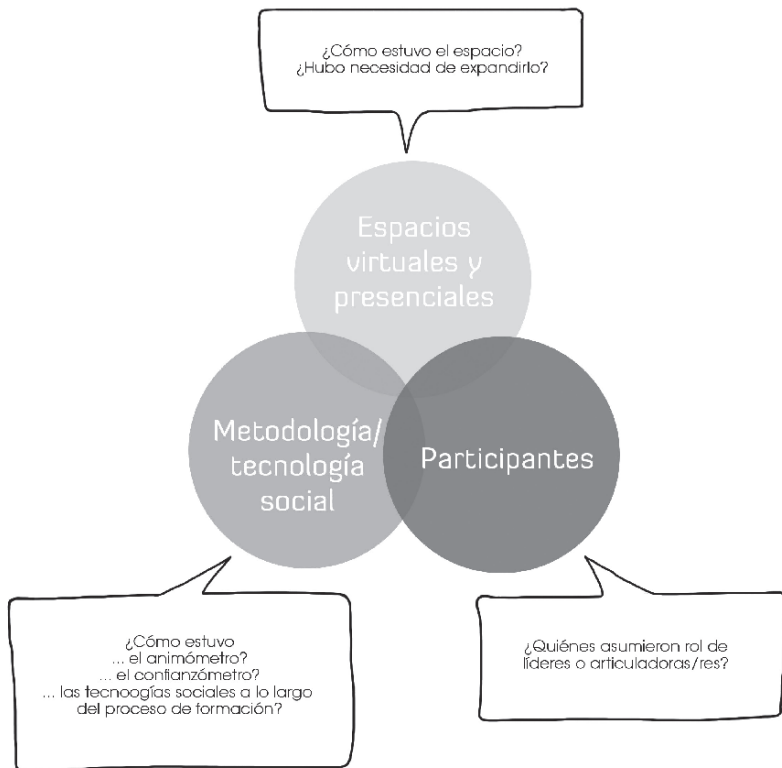 ¿Cómo estuvo el espacio?
¿Hubo necesidad de expandirlo?
Espacios
virtuales y
presenciales
Metodología/
tecnología
social
Participantes
¿Cómo estuvo
... el animómetro?
... el confianzómetro?
... las tecnoogías sociales a lo largo
del proceso de formación?
¿Quiénes asumieron rol de
líderes o articuladoras/res?